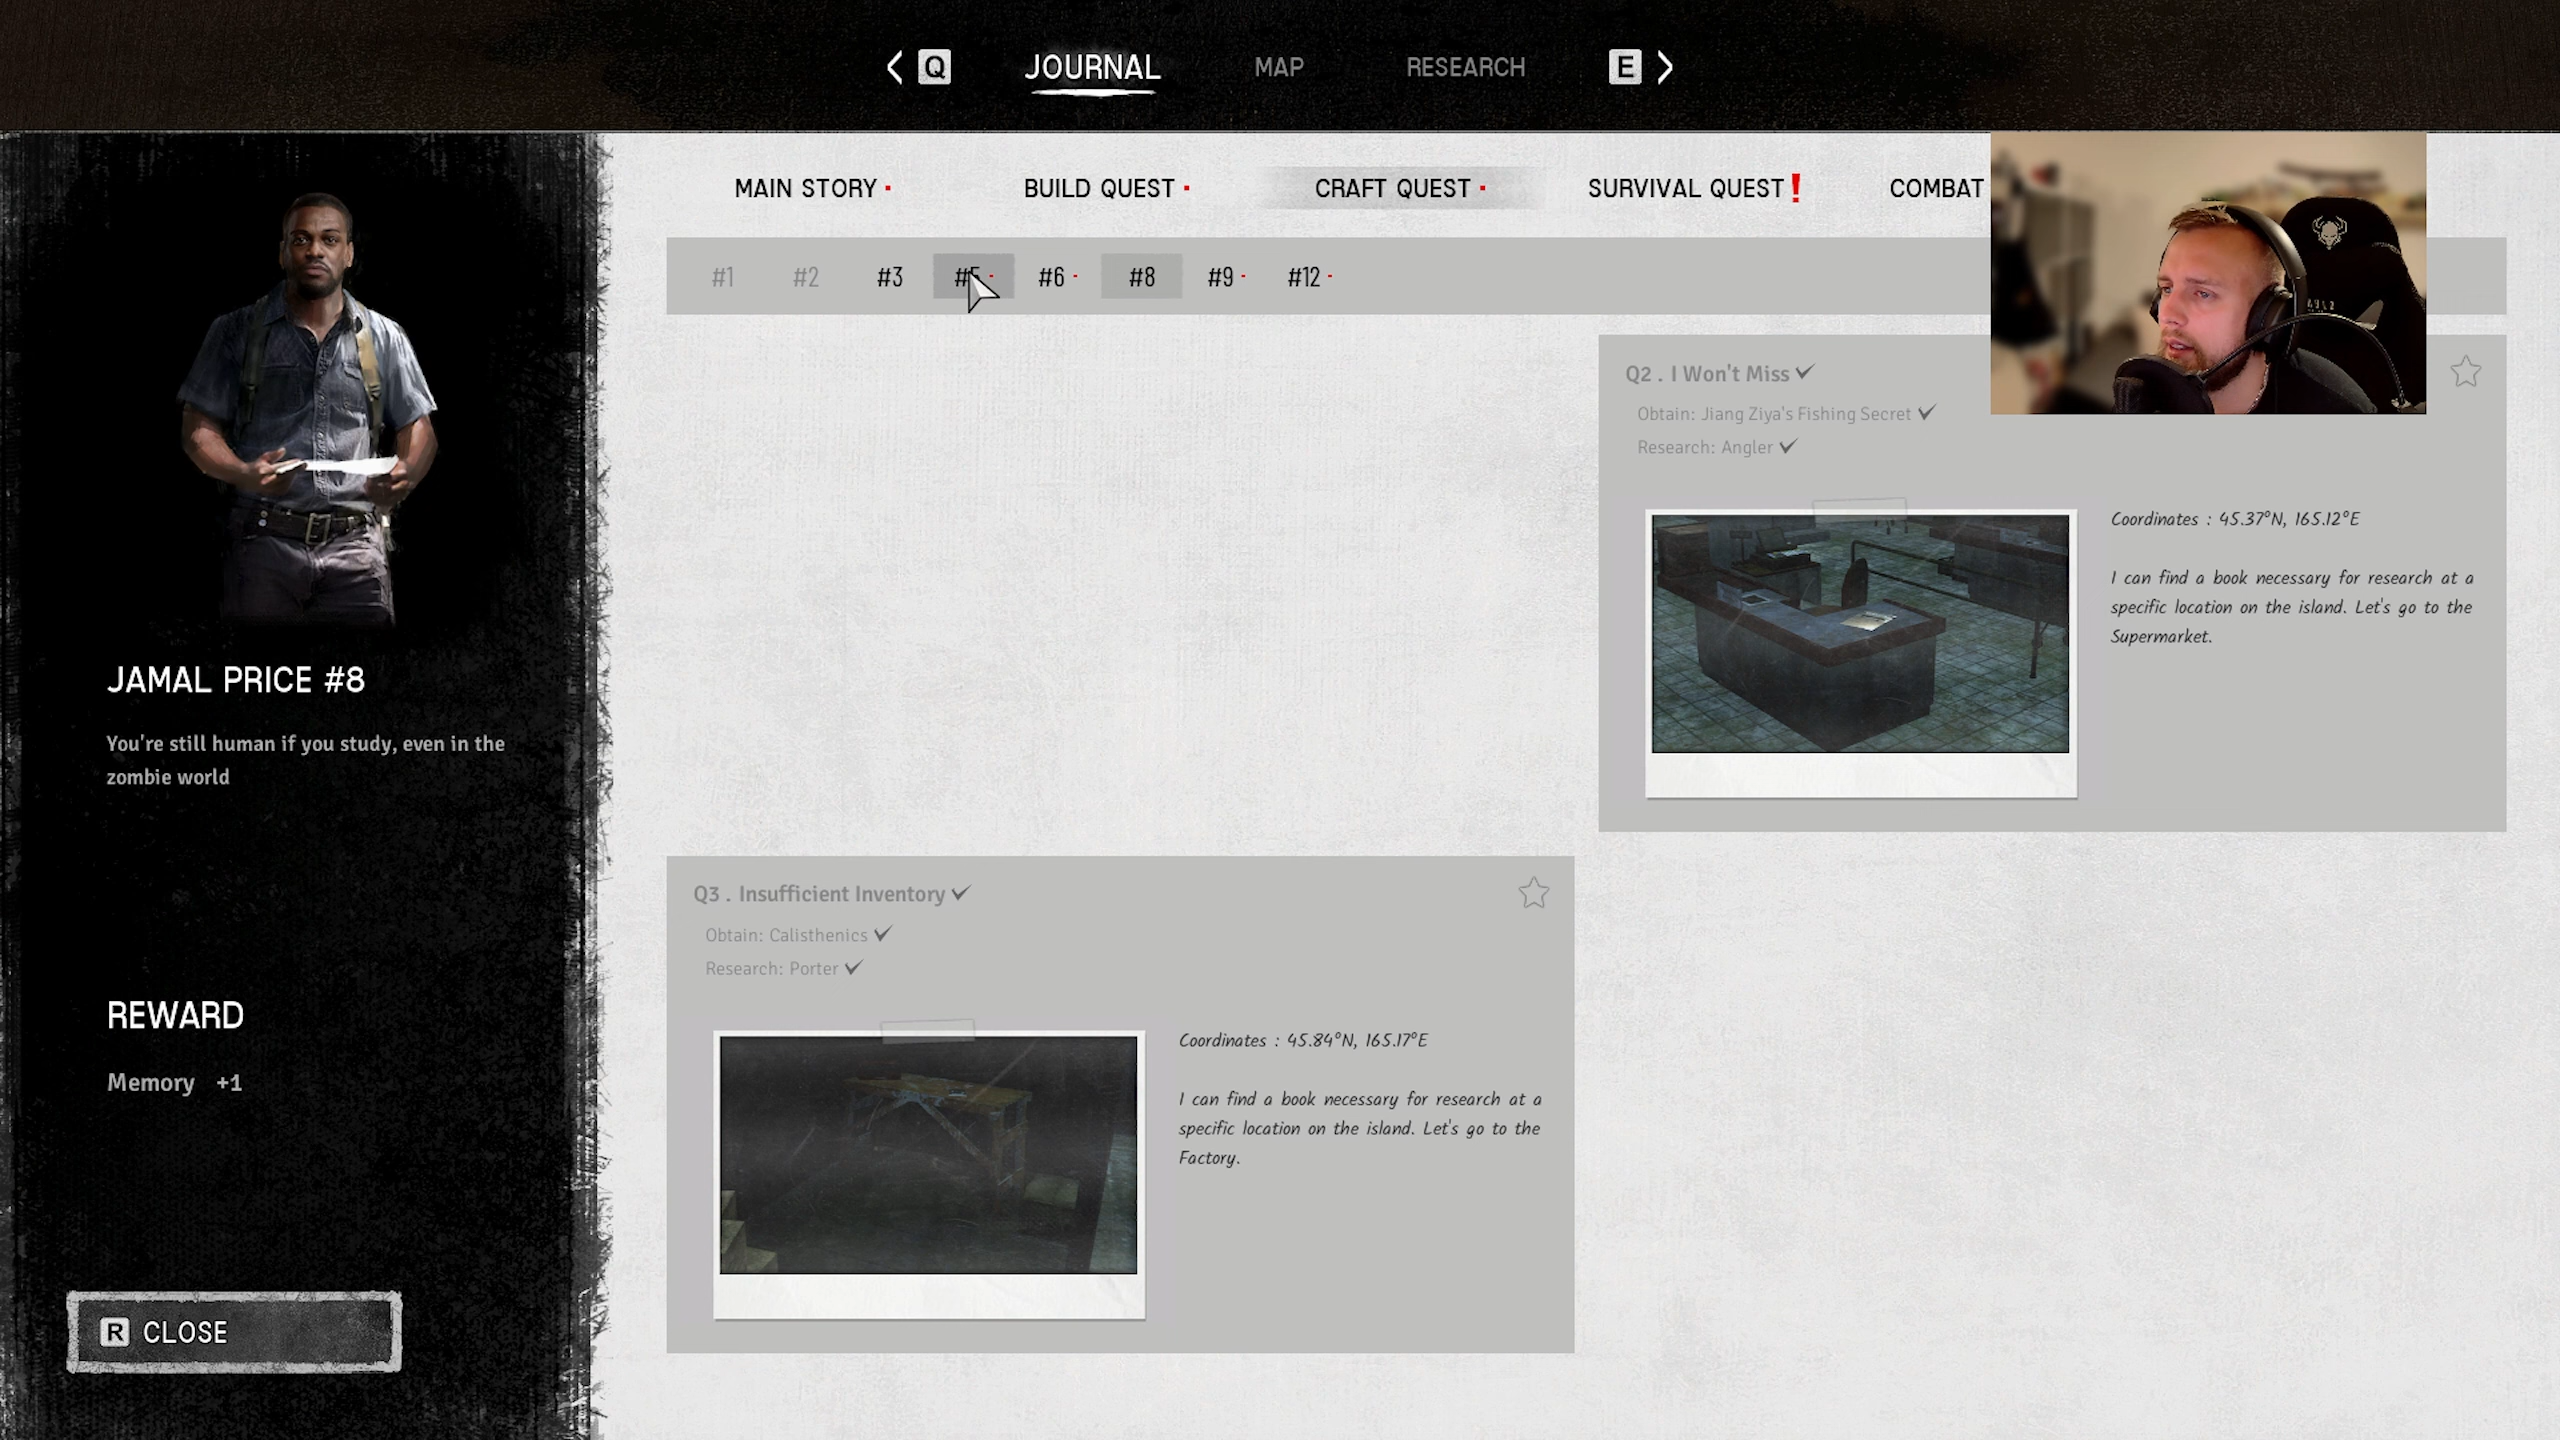 Q JOURNAL MAP RESEARCH E
MAIN STORY BUILD QUEST CRAFT QUEST SURVIVAL QUEST! COMBAT
#1 #2 #3 #5 #6 #8 #9 #12
JAMAL PRICE #8
You're still human if you study, even in the
zombie world
REWARD
Memory +1
R CLOSE
Q2 . I Won't Miss ✓
Obtain: Jiang Ziya's Fishing Secret ✓
Research: Angler ✓
Coordinates : 45.37°N, 165.12°E
I can find a book necessary for research at a
specific location on the island. Let's go to the
Supermarket.
Q3 . Insufficient Inventory ✓
Obtain: Calisthenics ✓
Research: Porter ✓
Coordinates : 45.84°N, 165.17°E
I can find a book necessary for research at a
specific location on the island. Let's go to the
Factory.